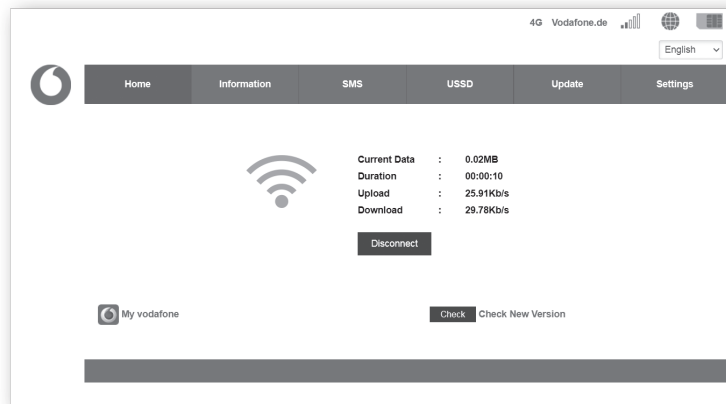 4G Vodafone.de
English
Home Information SMS USSD Update Settings
Current Data : 0.02MB
Duration : 00:00:10
Upload : 25.91Kb/s
Download : 29.78Kb/s
Disconnect
My vodafone Check Check New Version